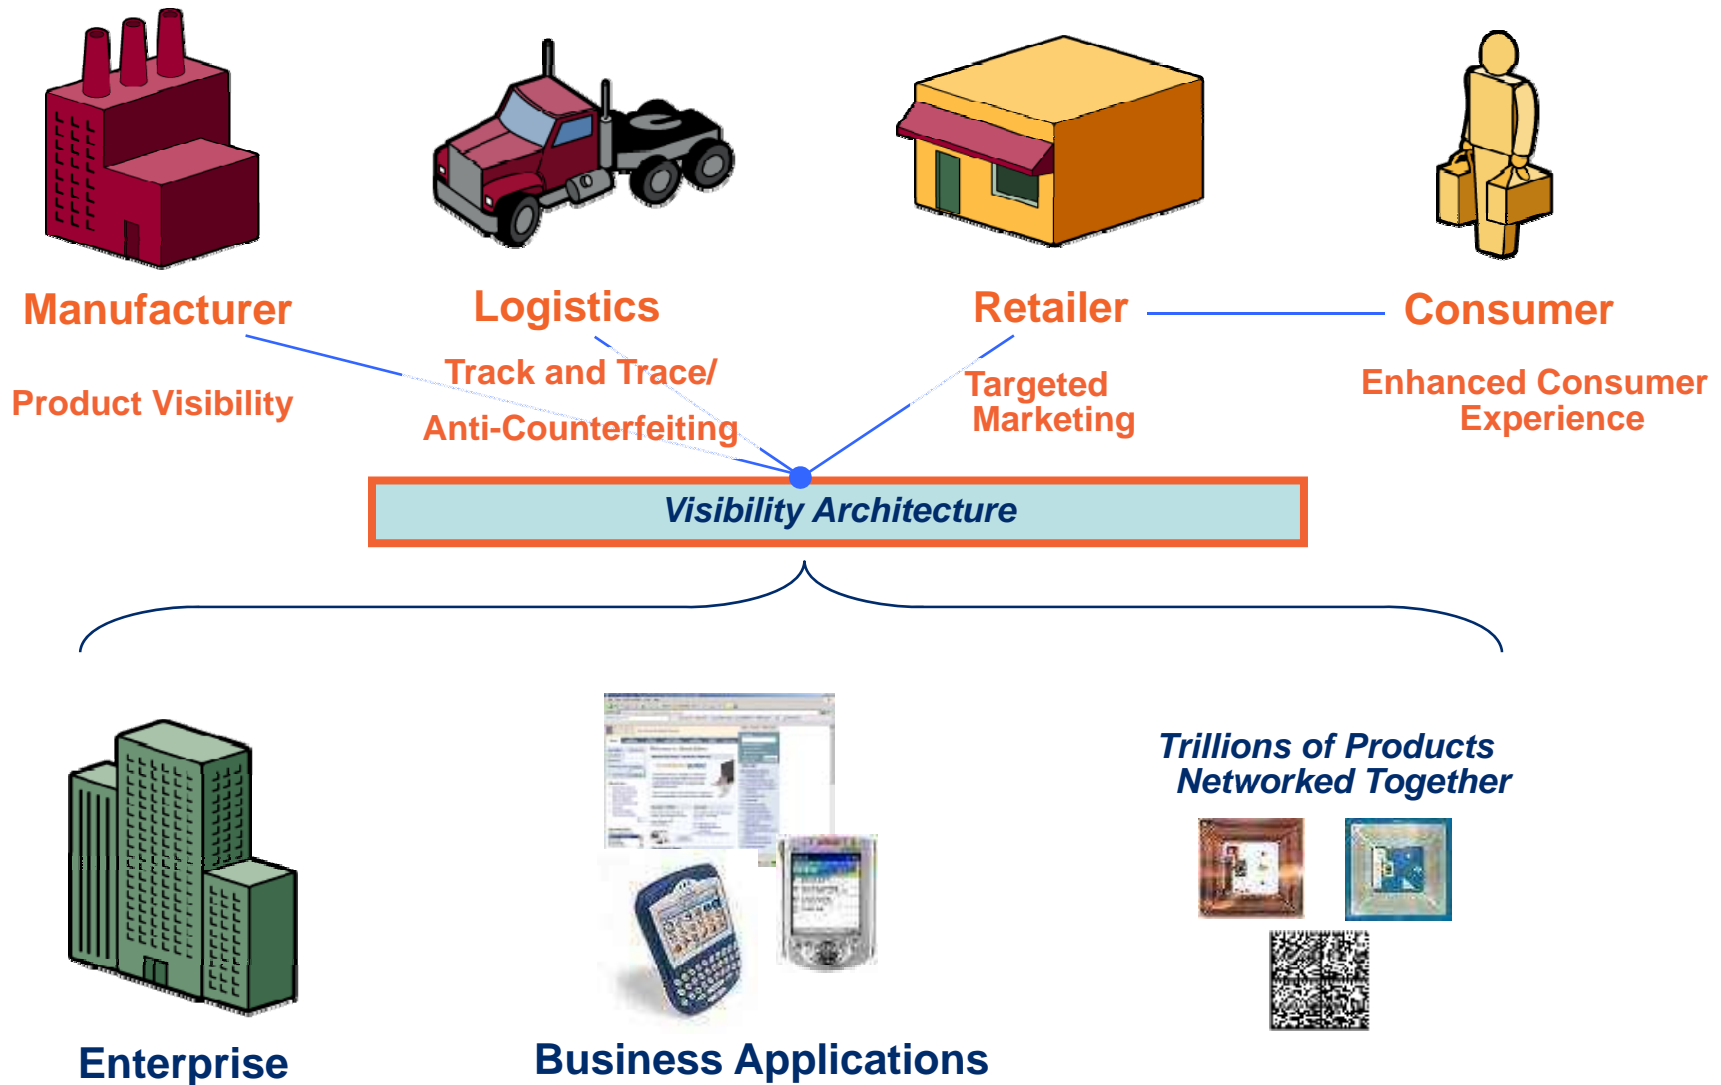 Manufacturer
Logistics
Retailer
Consumer
Product Visibility
Track and Trace/
Anti-Counterfeiting
Targeted
Marketing
Enhanced Consumer
Experience
Visibility Architecture
Trillions of Products
Networked Together
Enterprise
Business Applications